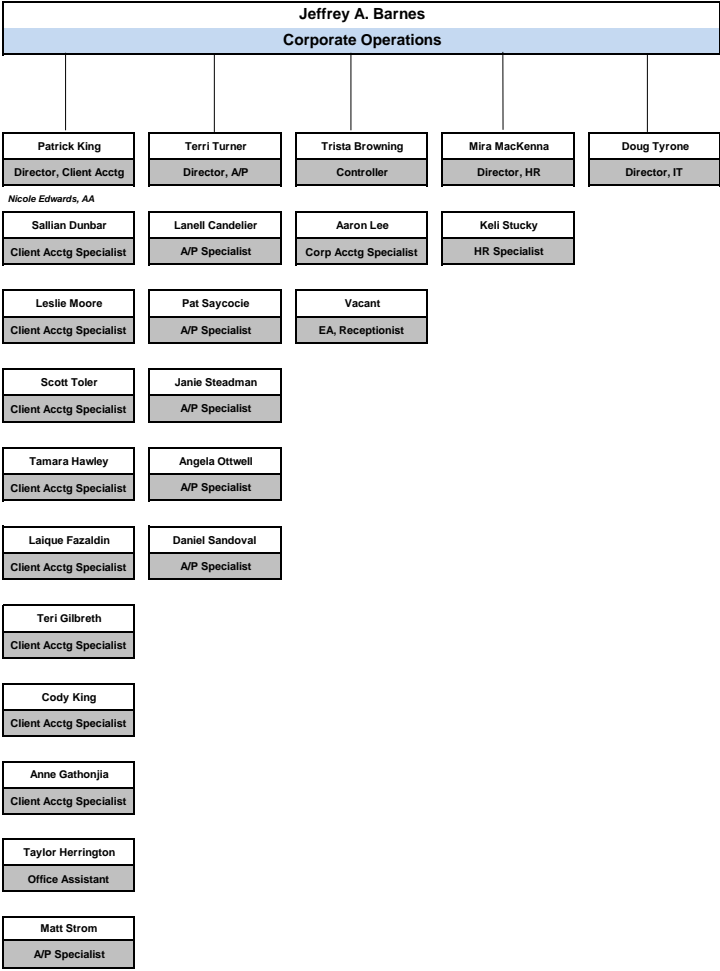 Jeffrey A. Barnes
Corporate Operations
Patrick King
Director, Client Acctg
Terri Turner
Director, A/P
Trista Browning
Controller
Mira MacKenna
Director, HR
Doug Tyrone
Director, IT
Nicole Edwards, AA
Sallian Dunbar
Client Acctg Specialist
Lanell Candelier
A/P Specialist
Aaron Lee
Corp Acctg Specialist
Keli Stucky
HR Specialist
Leslie Moore
Client Acctg Specialist
Pat Saycocie
A/P Specialist
Vacant
EA, Receptionist
Scott Toler
Client Acctg Specialist
Janie Steadman
A/P Specialist
Tamara Hawley
Client Acctg Specialist
Angela Ottwell
A/P Specialist
Laique Fazaldin
Client Acctg Specialist
Daniel Sandoval
A/P Specialist
Teri Gilbreth
Client Acctg Specialist
Cody King
Client Acctg Specialist
Anne Gathonjia
Client Acctg Specialist
Taylor Herrington
Office Assistant
Matt Strom
A/P Specialist